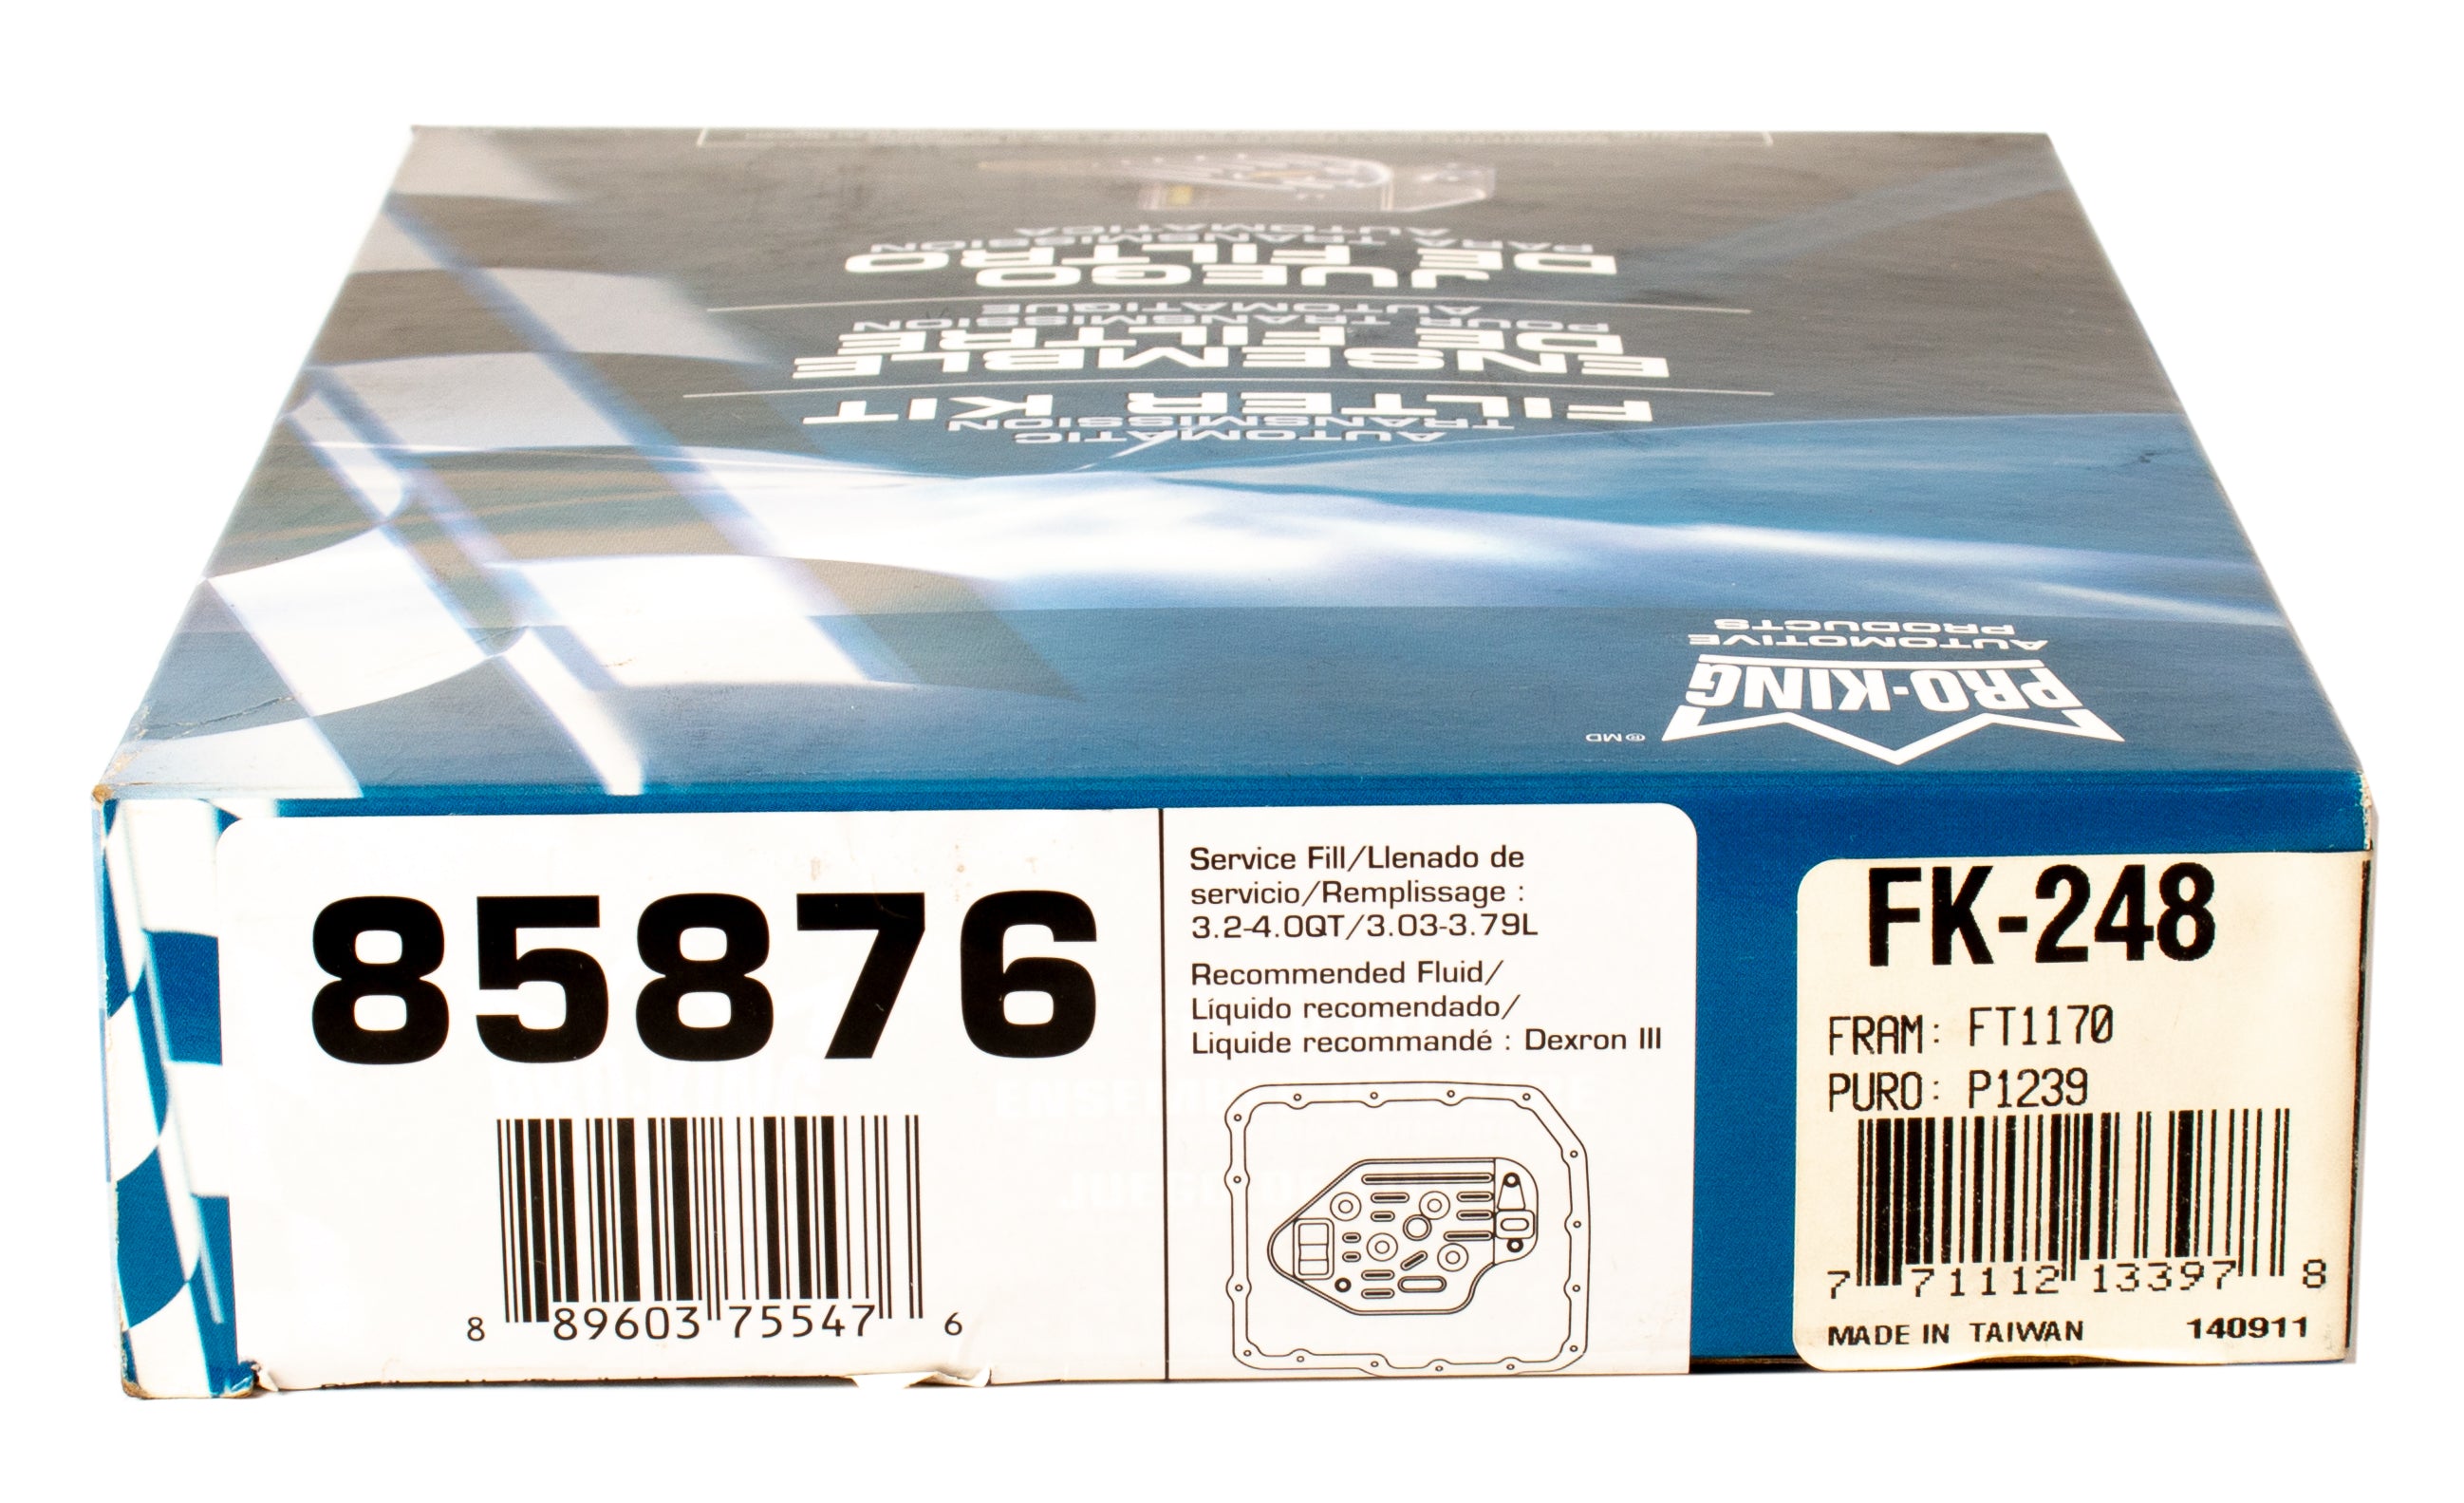 PARA TRANSMISSION
AUTOMATICA
JUEGO
DE FILTRO
POUR TRANSMISSION
AUTOMATIQUE
ENSEMBLE
DE FILTRE
AUTOMATIC
TRANSMISSION
FILTER KIT
PRO-KING
AUTOMOTIVE
PRODUCTS
® MD
85876
8 89603 75547 6
Service Fill/Llenado de
servicio/Remplissage :
3.2-4.0QT/3.03-3.79L
Recommended Fluid/
Líquido recomendado/
Liquide recommandé : Dexron III
FK-248
FRAM: FT1170
PURO: P1239
7 71112 13397 8
MADE IN TAIWAN 140911